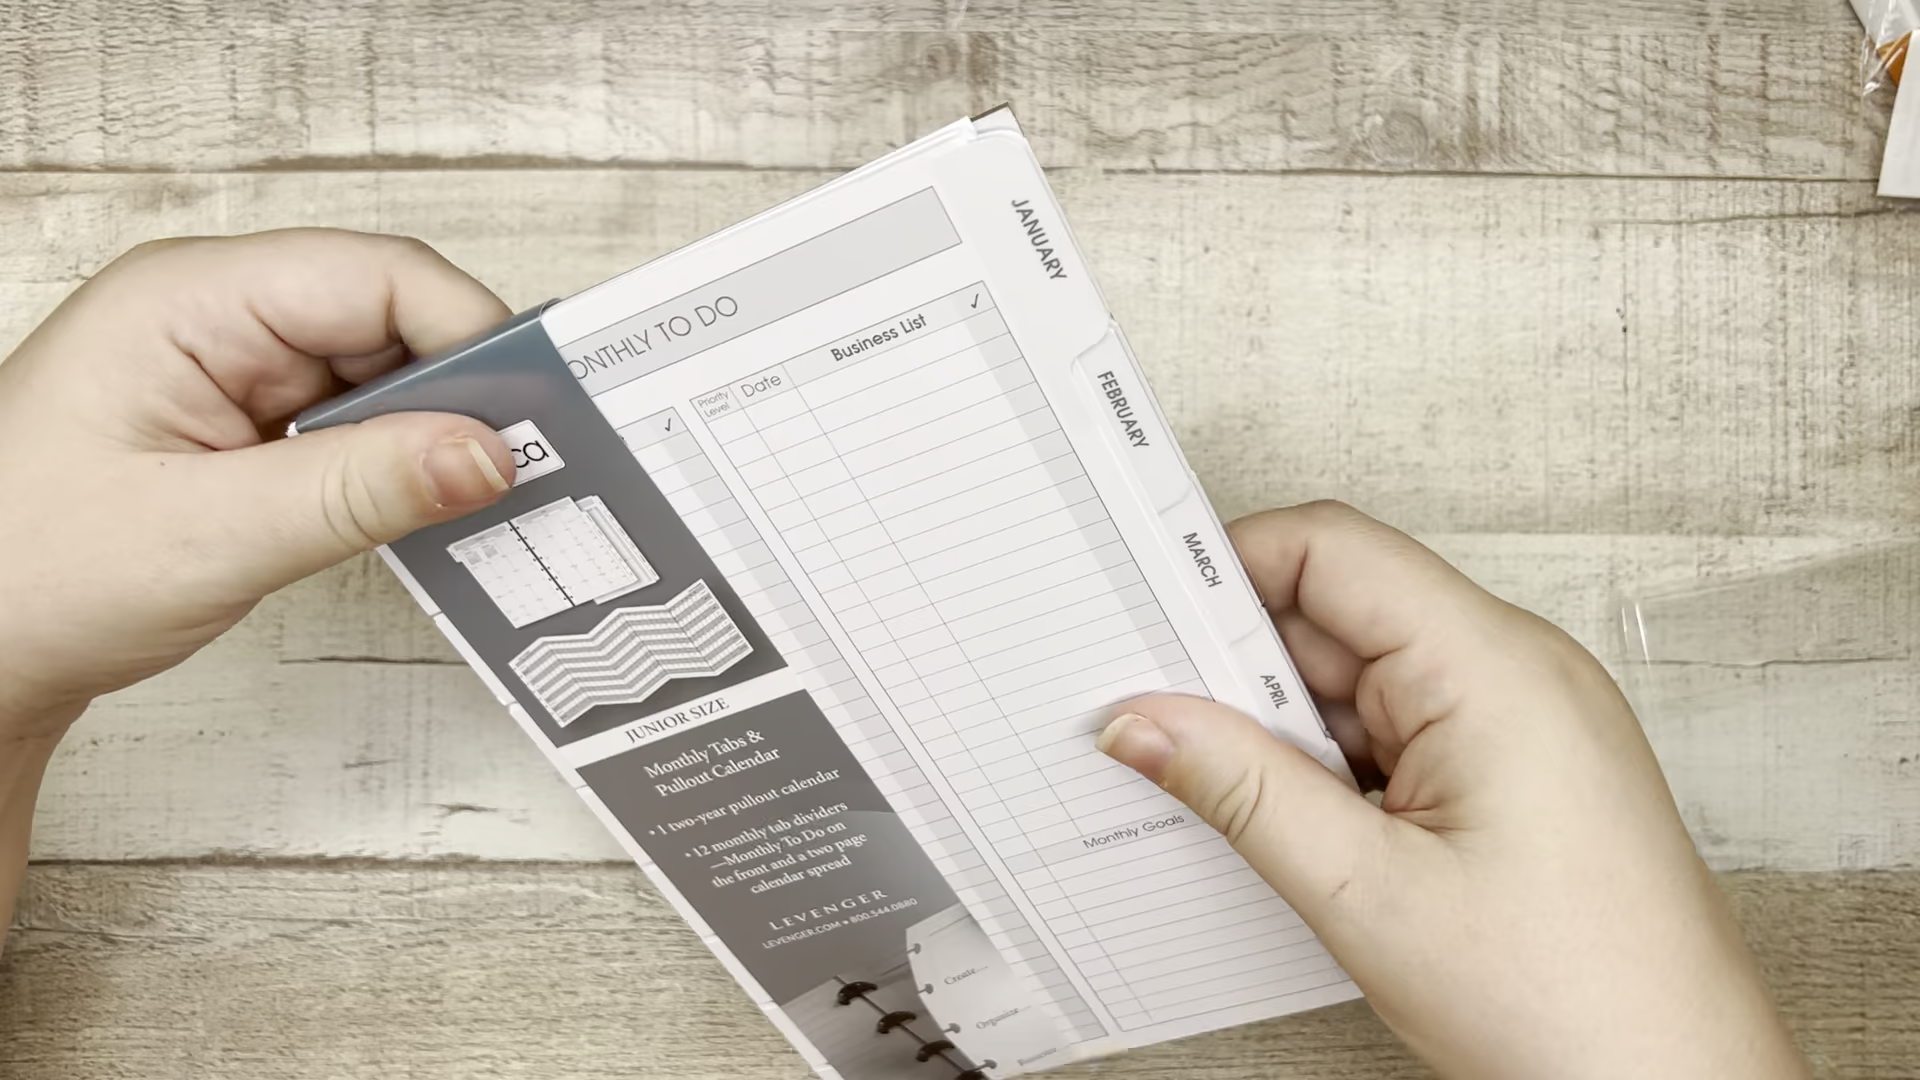 JANUARY
FEBRUARY
MARCH
APRIL
ONTHLY TO DO
✓
Priority
Level
Date
Business List
✓
Monthly Goals
ca
JUNIOR SIZE
Monthly Tabs &
Pullout Calendar
• 1 two-year pullout calendar
• 12 monthly tab dividers
—Monthly To Do on
the front and a two page
calendar spread
LEVENGER
LEVENGER.COM • 800.544.0880
Create...
Organize...